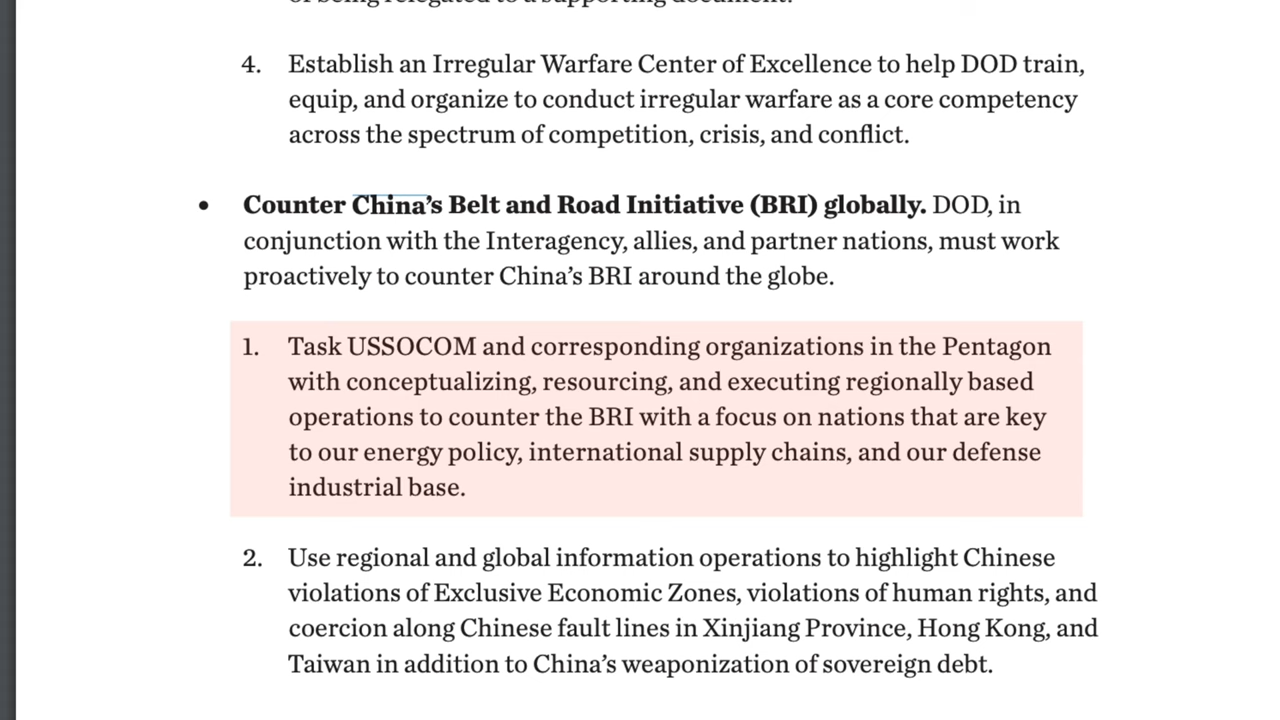 of being relegated to a supporting document.
4. Establish an Irregular Warfare Center of Excellence to help DOD train,
equip, and organize to conduct irregular warfare as a core competency
across the spectrum of competition, crisis, and conflict.
• Counter China’s Belt and Road Initiative (BRI) globally. DOD, in
conjunction with the Interagency, allies, and partner nations, must work
proactively to counter China’s BRI around the globe.
1. Task USSOCOM and corresponding organizations in the Pentagon
with conceptualizing, resourcing, and executing regionally based
operations to counter the BRI with a focus on nations that are key
to our energy policy, international supply chains, and our defense
industrial base.
2. Use regional and global information operations to highlight Chinese
violations of Exclusive Economic Zones, violations of human rights, and
coercion along Chinese fault lines in Xinjiang Province, Hong Kong, and
Taiwan in addition to China’s weaponization of sovereign debt.